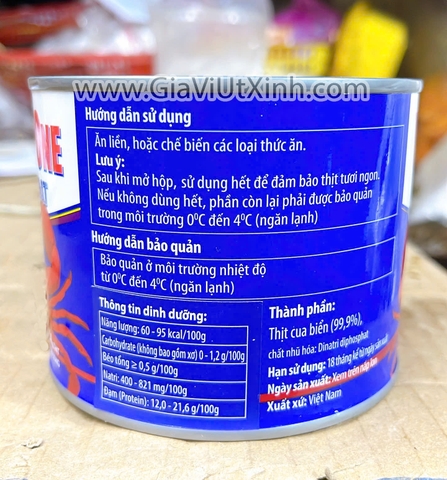 www.GiaViUtXinh.com
Hướng dẫn sử dụng
Ăn liền, hoặc chế biến các loại thức ăn.
Lưu ý:
Sau khi mở hộp, sử dụng hết để đảm bảo thịt tươi ngon.
Nếu không dùng hết, phần còn lại phải được bảo quản
trong môi trường 0⁰C đến 4⁰C (ngăn lạnh)
Hướng dẫn bảo quản
Bảo quản ở môi trường nhiệt độ
từ 0⁰C đến 4⁰C (ngăn lạnh)
Thông tin dinh dưỡng:
Năng lượng: 60 - 95 kcal/100g
Carbohydrate (không bao gồm xơ) 0 - 1,2 g/100g
Béo tổng ≥ 0,5 g/100g
Natri: 400 - 821 mg/100g
Đạm (Protein): 12,0 - 21,6 g/100g
Thành phần:
Thịt cua biển (99,9%),
chất nhũ hóa: Dinatri diphosphat
Hạn sử dụng: 18 tháng kể từ ngày sản xuất
Ngày sản xuất: Xem trên nắp lon
Xuất xứ: Việt Nam